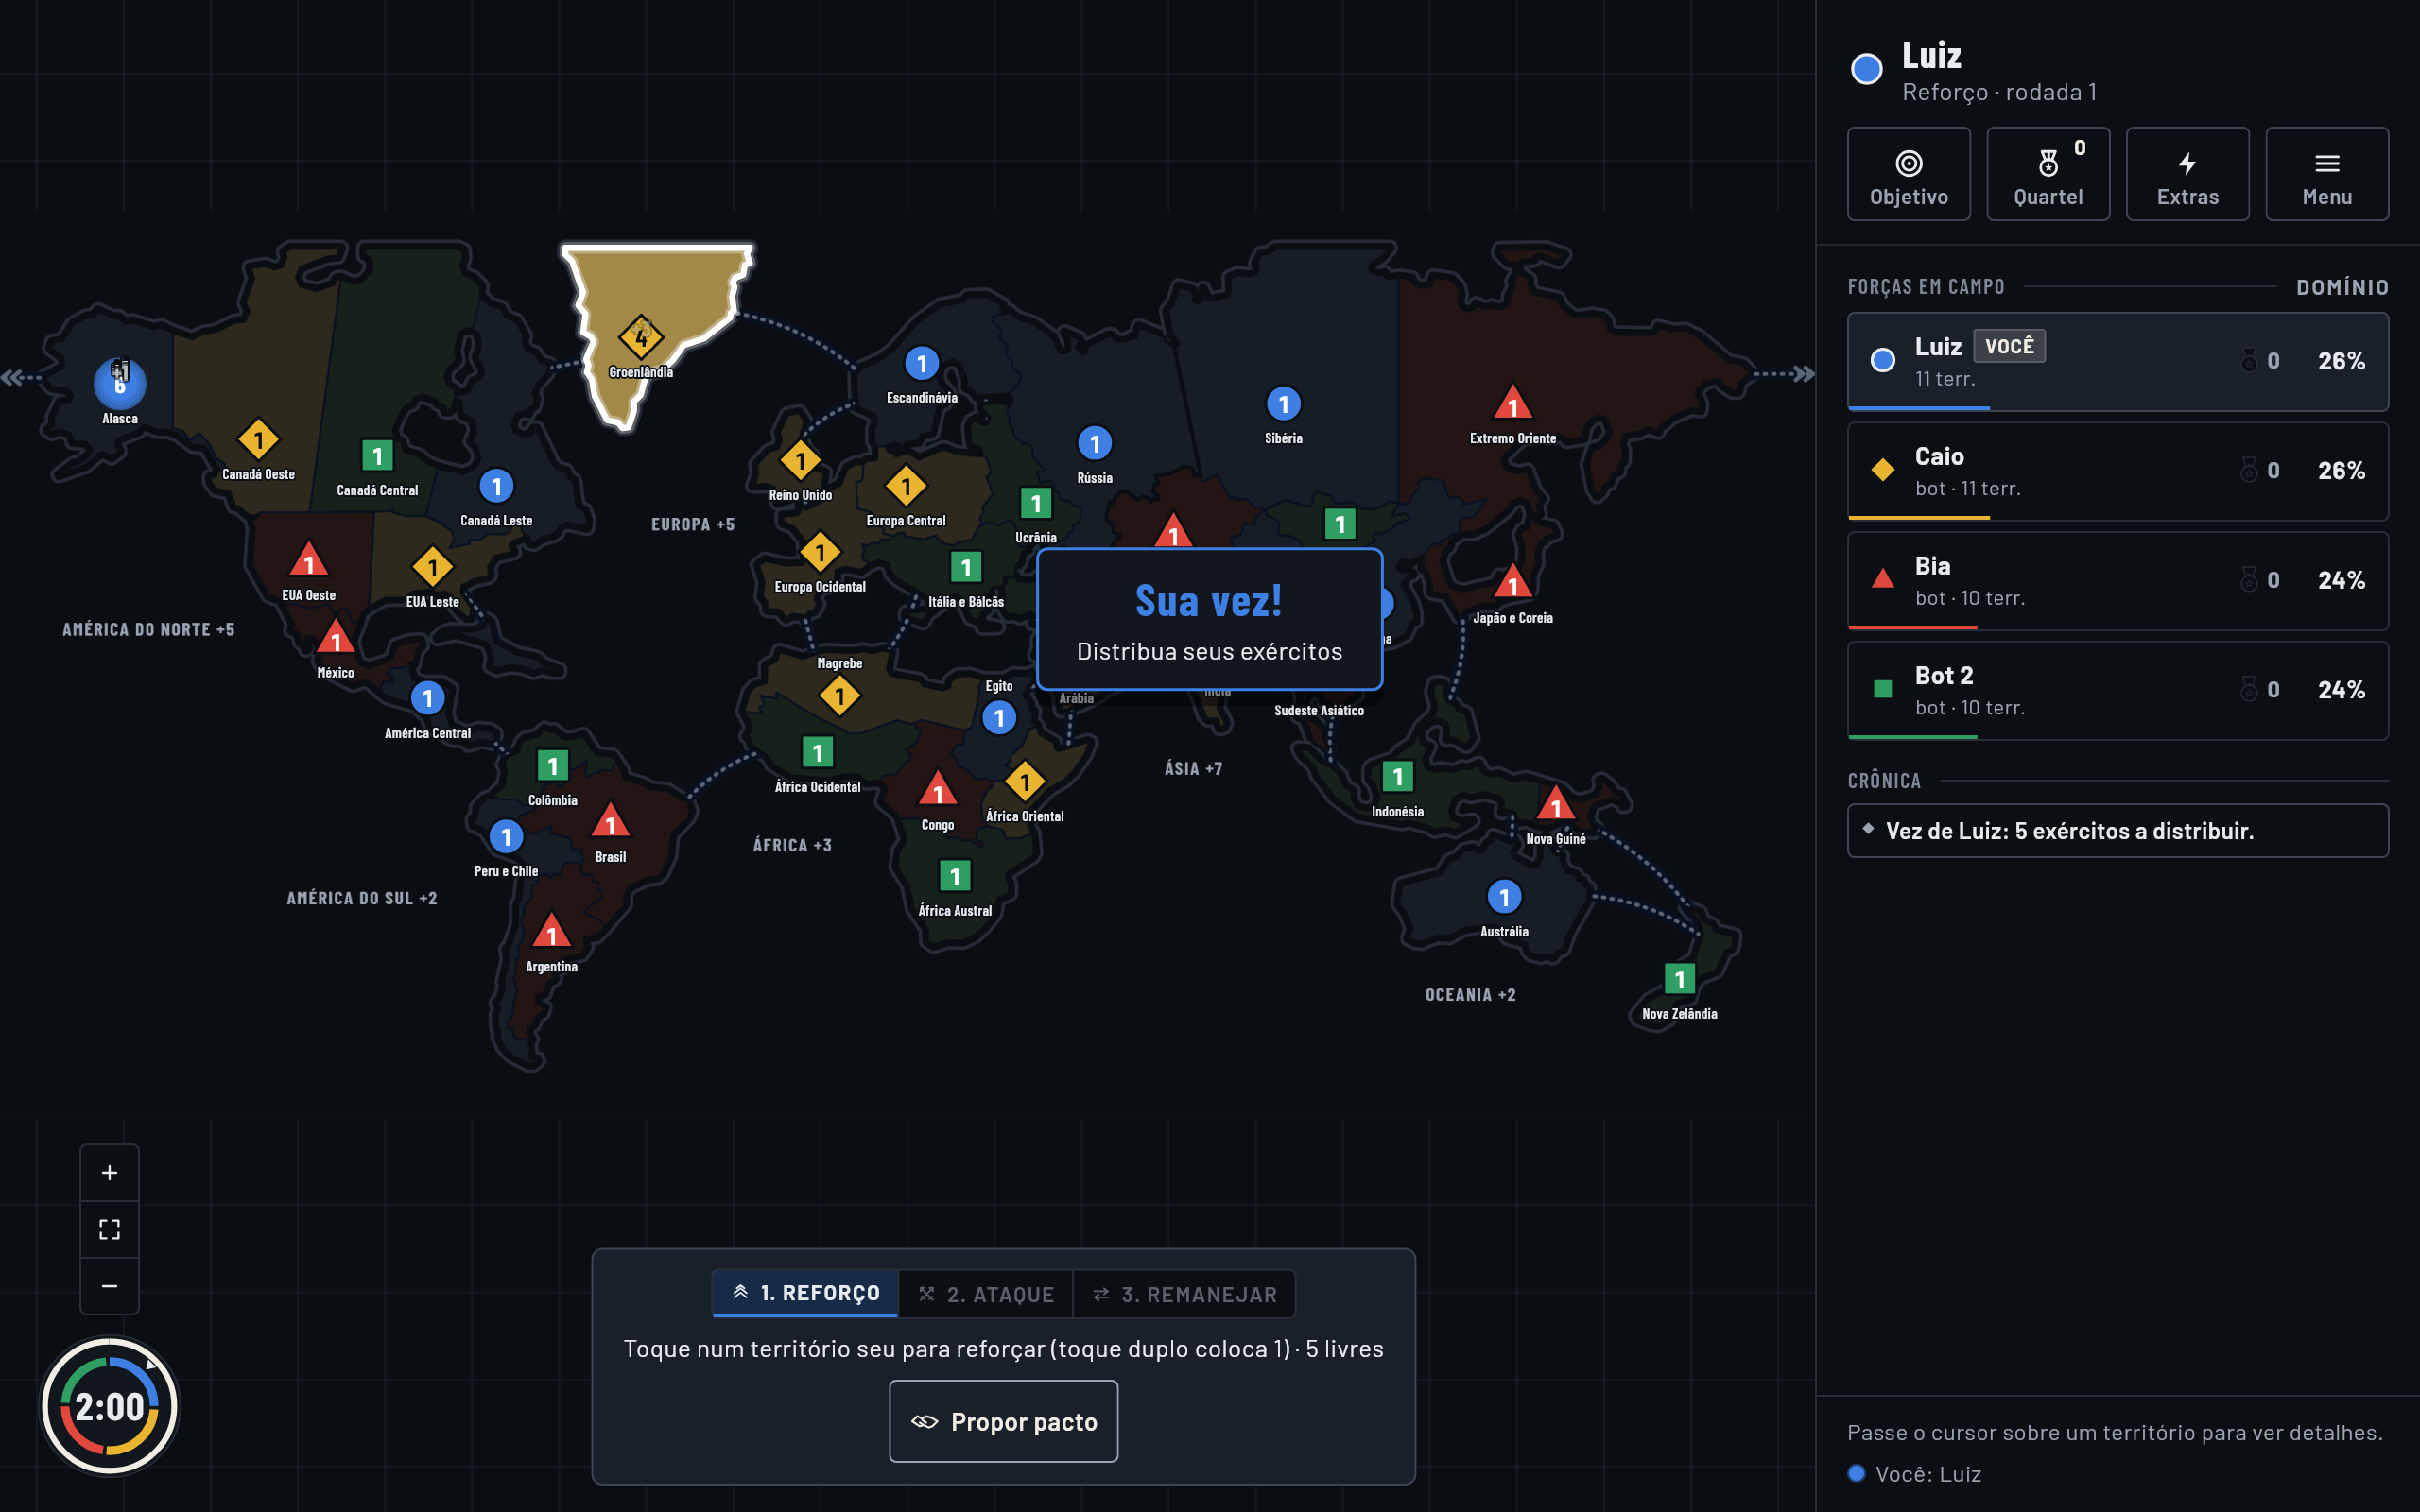 Luiz
Reforço · rodada 1
0
Objetivo
Quartel
Extras
Menu
FORÇAS EM CAMPO
DOMÍNIO
Luiz VOCÊ
11 terr.
0
26%
Caio
bot · 11 terr.
0
26%
Bia
bot · 10 terr.
0
24%
Bot 2
bot · 10 terr.
0
24%
CRÔNICA
Vez de Luiz: 5 exércitos a distribuir.
Passe o cursor sobre um território para ver detalhes.
Você: Luiz
6
Alasca
1
Canadá Oeste
1
Canadá Central
1
Canadá Leste
4
Groenlândia
1
EUA Oeste
1
EUA Leste
1
México
1
América Central
AMÉRICA DO NORTE +5
1
Colômbia
1
Peru e Chile
1
Brasil
1
Argentina
AMÉRICA DO SUL +2
EUROPA +5
1
Escandinávia
1
Reino Unido
1
Europa Central
1
Europa Ocidental
1
Ucrânia
1
Itália e Bálcãs
1
Rússia
Magrebe
1
Egito
1
1
África Ocidental
1
Congo
1
África Oriental
1
África Austral
ÁFRICA +3
1
Sibéria
1
Extremo Oriente
1
1
1
Japão e Coreia
Arábia
Índia
Sudeste Asiático
ÁSIA +7
1
Indonésia
1
Nova Guiné
1
Austrália
1
Nova Zelândia
OCEANIA +2
Sua vez!
Distribua seus exércitos
+
−
2:00
1. REFORÇO
2. ATAQUE
3. REMANEJAR
Toque num território seu para reforçar (toque duplo coloca 1) · 5 livres
Propor pacto